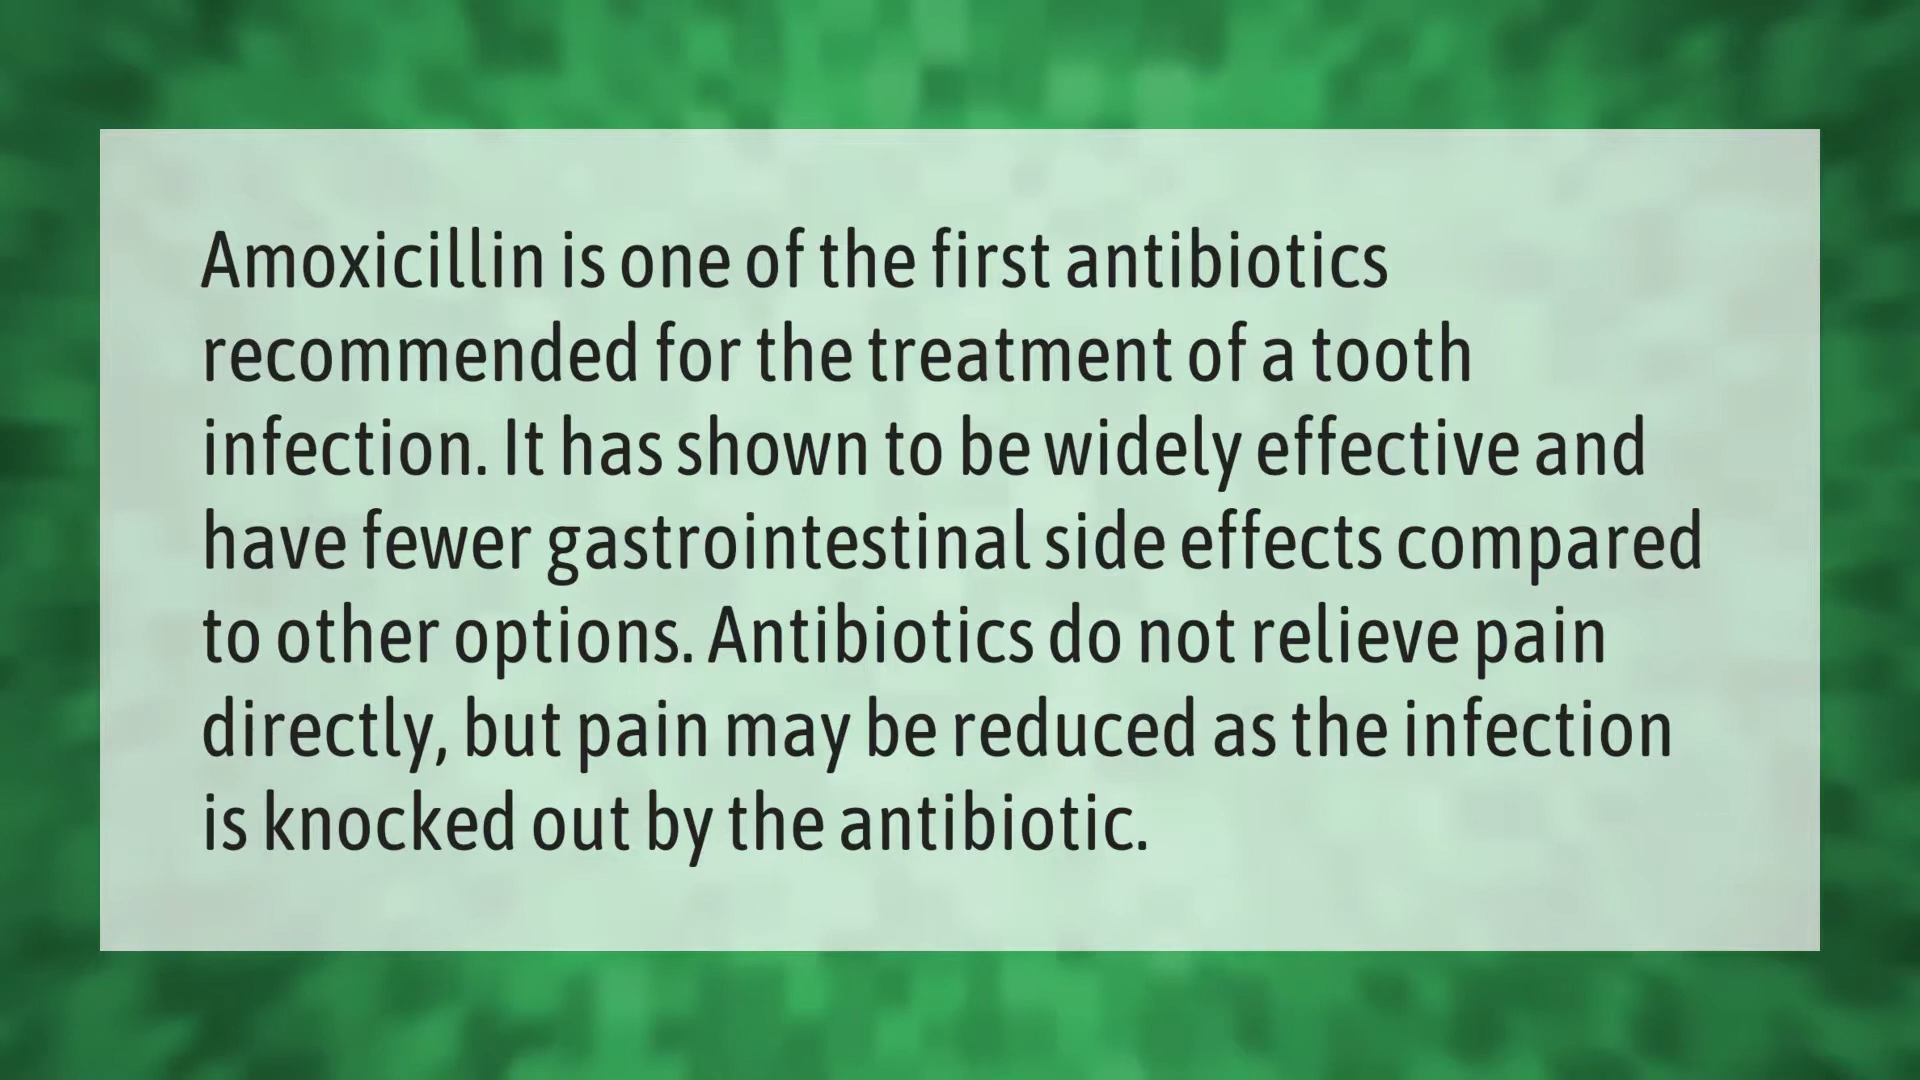 Amoxicillin is one of the first antibiotics
recommended for the treatment of a tooth
infection. It has shown to be widely effective and
have fewer gastrointestinal side effects compared
to other options. Antibiotics do not relieve pain
directly, but pain may be reduced as the infection
is knocked out by the antibiotic.